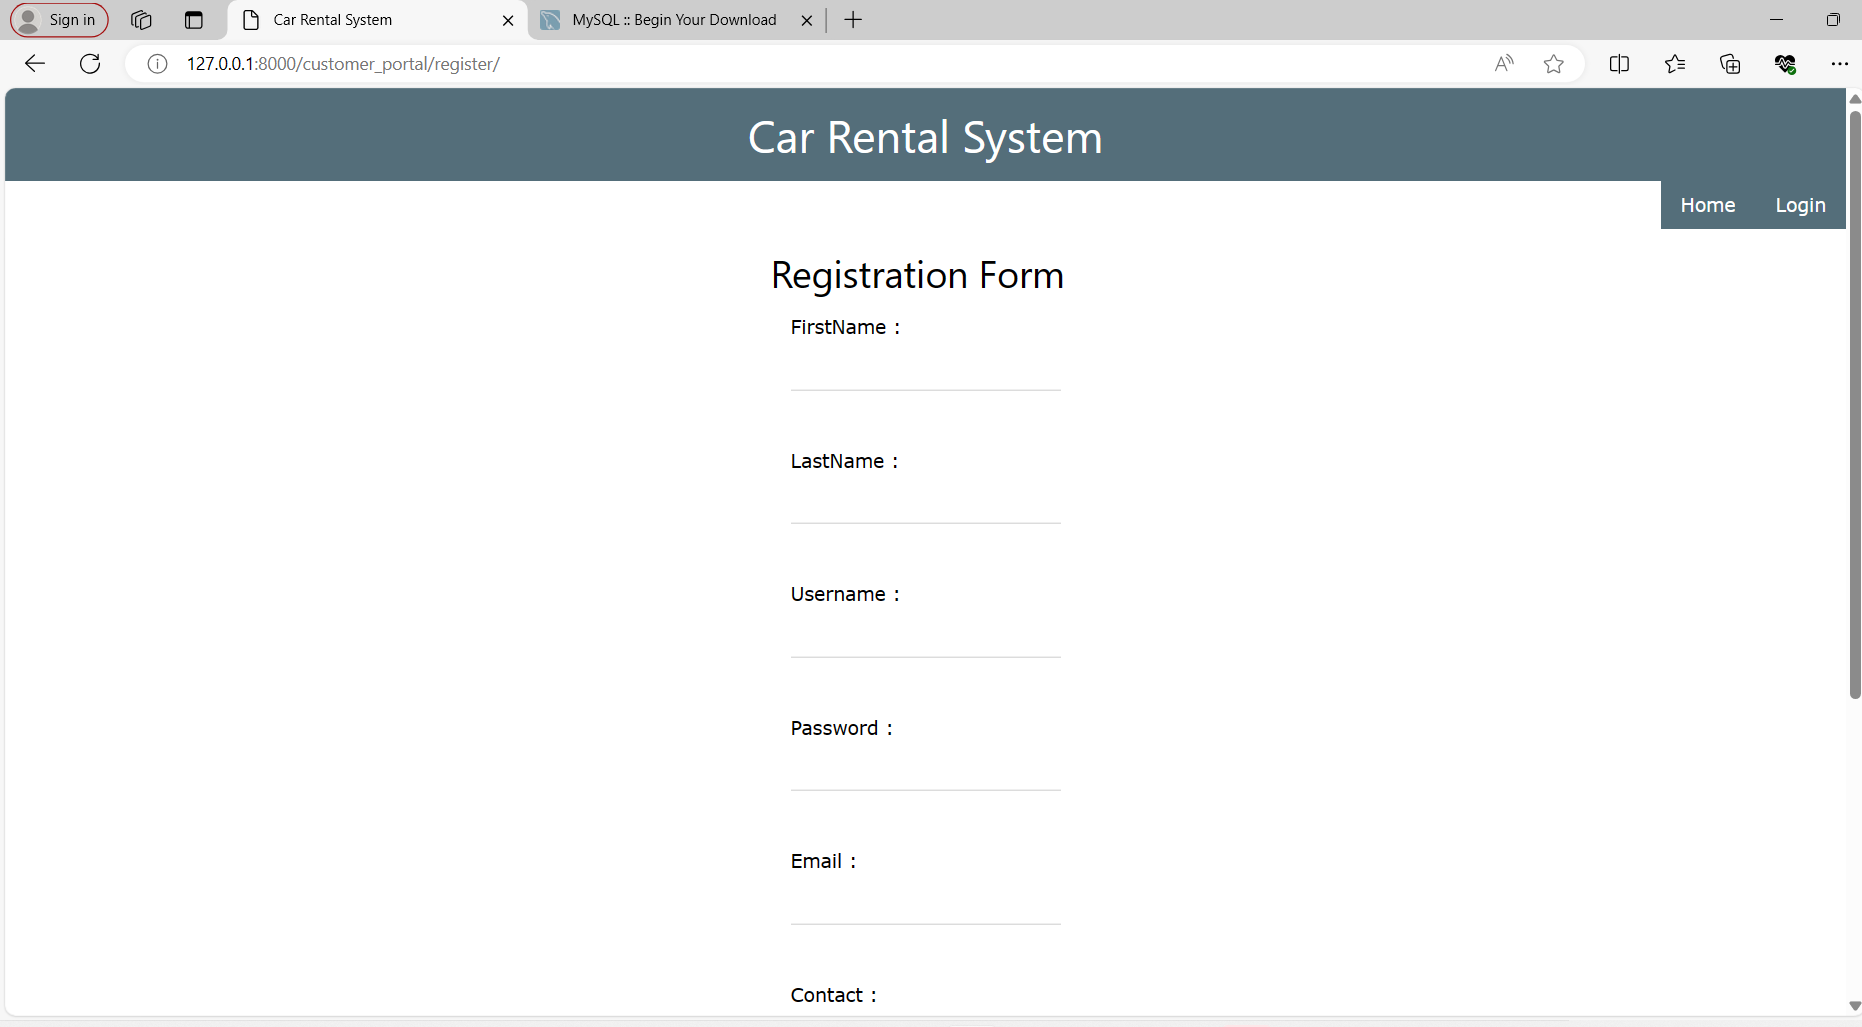 Sign in
Car Rental System
MySQL :: Begin Your Download
127.0.0.1:8000/customer_portal/register/
Car Rental System
Home Login
Registration Form
FirstName :
LastName :
Username :
Password :
Email :
Contact :